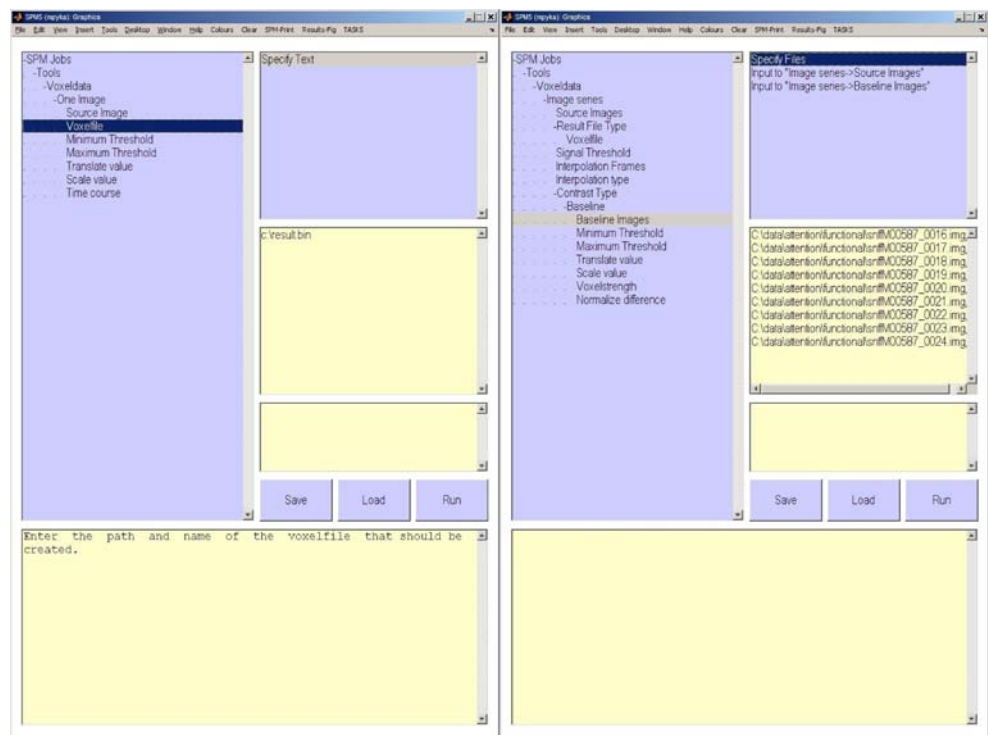 SPM5 (mpyka): Graphics
File Edit View Insert Tools Desktop Window Help Colours Clear SPM-Print Results-Fig TASKS
-SPM Jobs
-Tools
-Voxeldata
-One Image
Source Image
Voxelfile
Minimum Threshold
Maximum Threshold
Translate value
Scale value
Time course
Specify Text
c:\result.bin
Save Load Run
Enter the path and name of the voxelfile that should be
created.
SPM5 (mpyka): Graphics
File Edit View Insert Tools Desktop Window Help Colours Clear SPM-Print Results-Fig TASKS
-SPM Jobs
-Tools
-Voxeldata
-Image series
Source Images
-Result File Type
Voxelfile
Signal Threshold
Interpolation Frames
Interpolation type
-Contrast Type
-Baseline
Baseline Images
Minimum Threshold
Maximum Threshold
Translate value
Scale value
Voxelstrength
Normalize difference
Specify Files
Input to "Image series->Source Images"
Input to "Image series->Baseline Images"
C:\data\attention\functional\snffM00587_0016.img,
C:\data\attention\functional\snffM00587_0017.img,
C:\data\attention\functional\snffM00587_0018.img,
C:\data\attention\functional\snffM00587_0019.img,
C:\data\attention\functional\snffM00587_0020.img,
C:\data\attention\functional\snffM00587_0021.img,
C:\data\attention\functional\snffM00587_0022.img,
C:\data\attention\functional\snffM00587_0023.img,
C:\data\attention\functional\snffM00587_0024.img,
Save Load Run